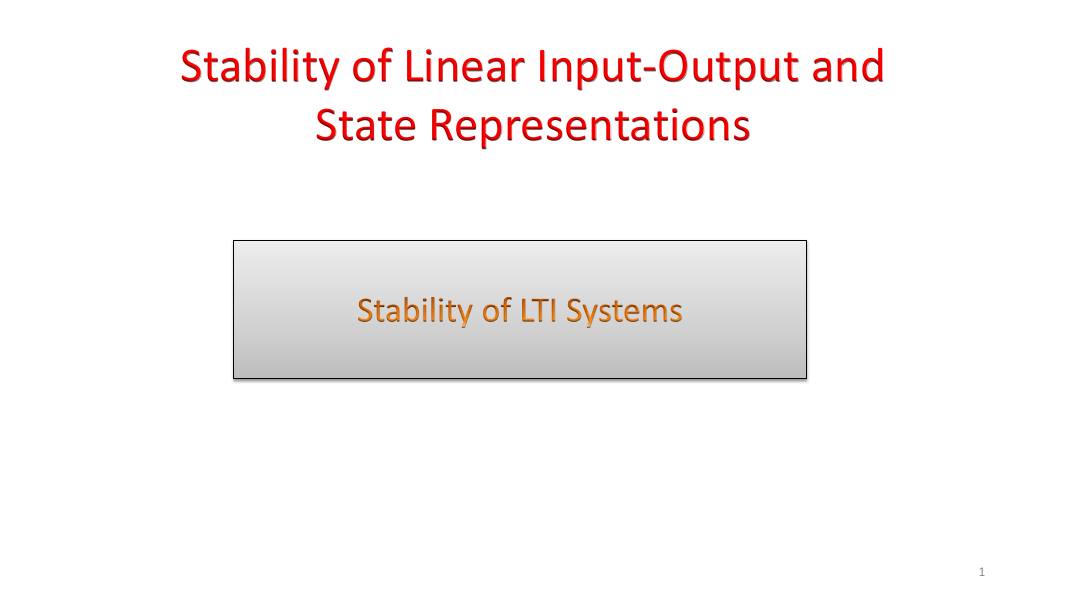 Stability of Linear Input-Output and
State Representations
Stability of LTI Systems
1